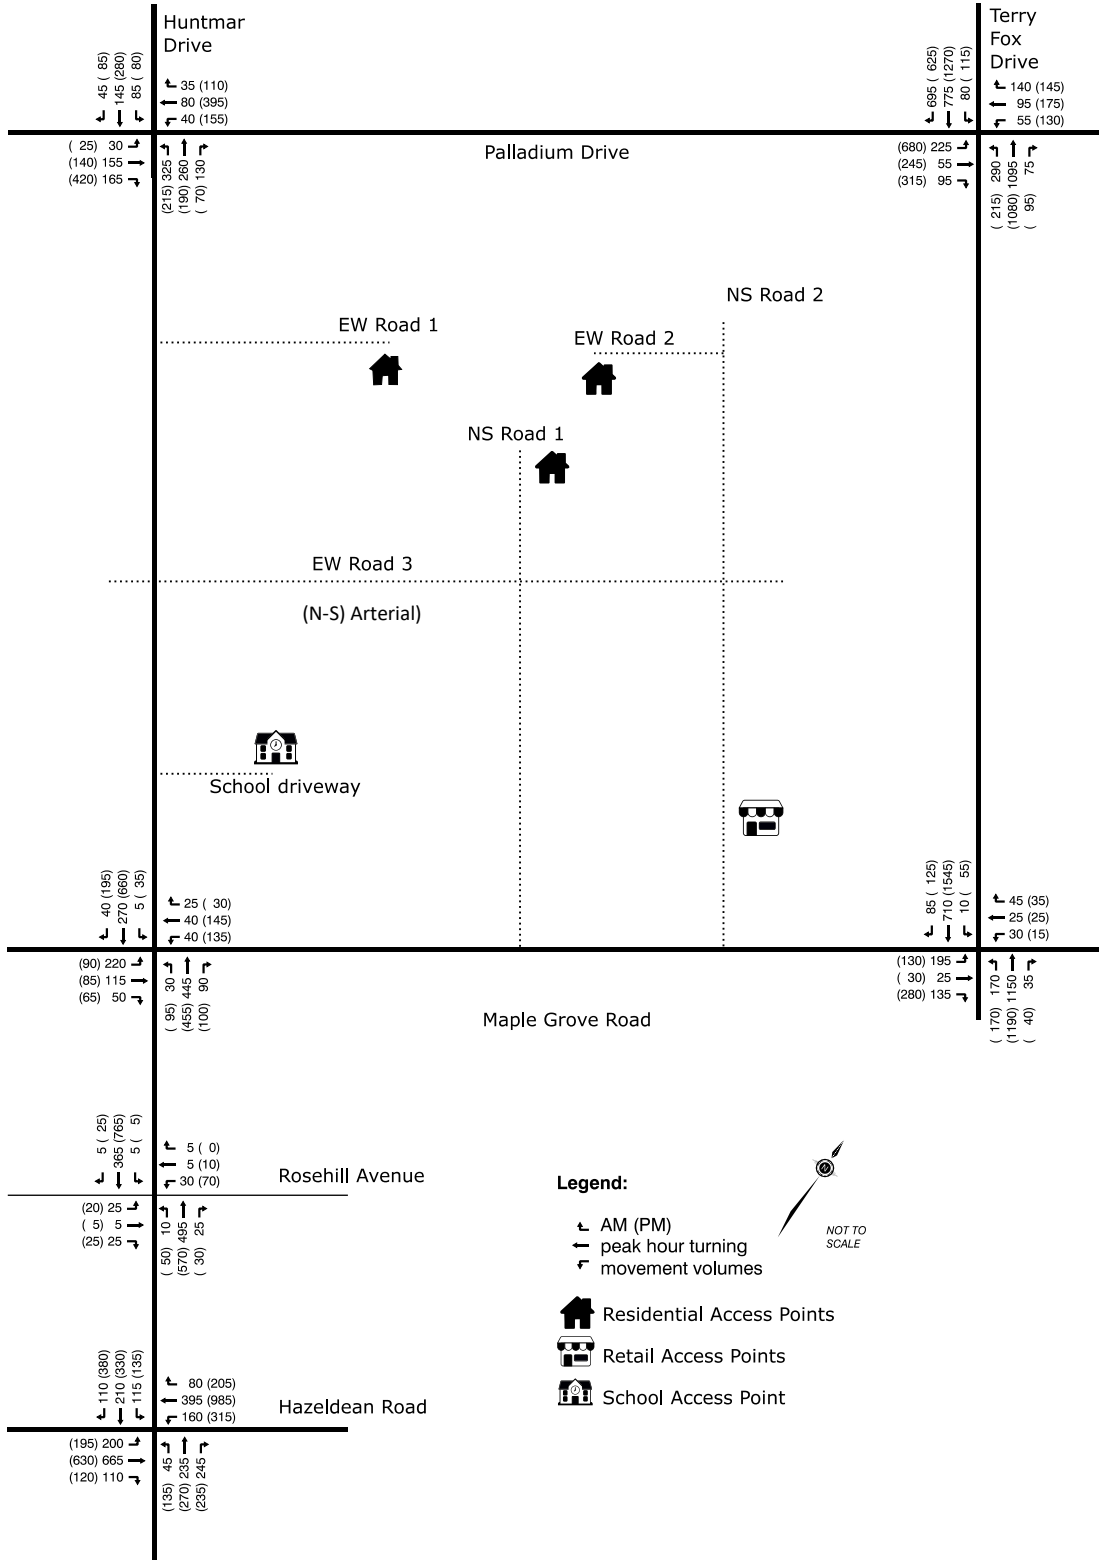 Huntmar
Drive
Terry
Fox
Drive
45 ( 85)
145 (280)
85 ( 80)
35 (110)
80 (395)
40 (155)
695 ( 625)
775 (1270)
80 ( 115)
140 (145)
95 (175)
55 (130)
( 25) 30
(140) 155
(420) 165
(215) 325
(190) 260
( 70) 130
Palladium Drive
(680) 225
(245) 55
(315) 95
( 215) 290
(1080) 1095
( 95) 75
NS Road 2
EW Road 1
EW Road 2
NS Road 1
EW Road 3
(N-S) Arterial)
School driveway
40 (195)
270 (660)
5 ( 35)
25 ( 30)
40 (145)
40 (135)
85 ( 125)
710 (1545)
10 ( 55)
45 (35)
25 (25)
30 (15)
(90) 220
(85) 115
(65) 50
( 95) 30
(455) 445
(100) 90
Maple Grove Road
(130) 195
( 30) 25
(280) 135
( 170) 170
(1190) 1150
( 40) 35
5 ( 25)
365 (765)
5 ( 5)
5 ( 0)
5 (10)
30 (70)
Rosehill Avenue
(20) 25
( 5) 5
(25) 25
( 50) 10
(570) 495
( 30) 25
Legend:
AM (PM)
peak hour turning
movement volumes
N
NOT TO
SCALE
Residential Access Points
Retail Access Points
School Access Point
110 (380)
210 (330)
115 (135)
80 (205)
395 (985)
160 (315)
Hazeldean Road
(195) 200
(630) 665
(120) 110
(135) 45
(270) 235
(235) 245